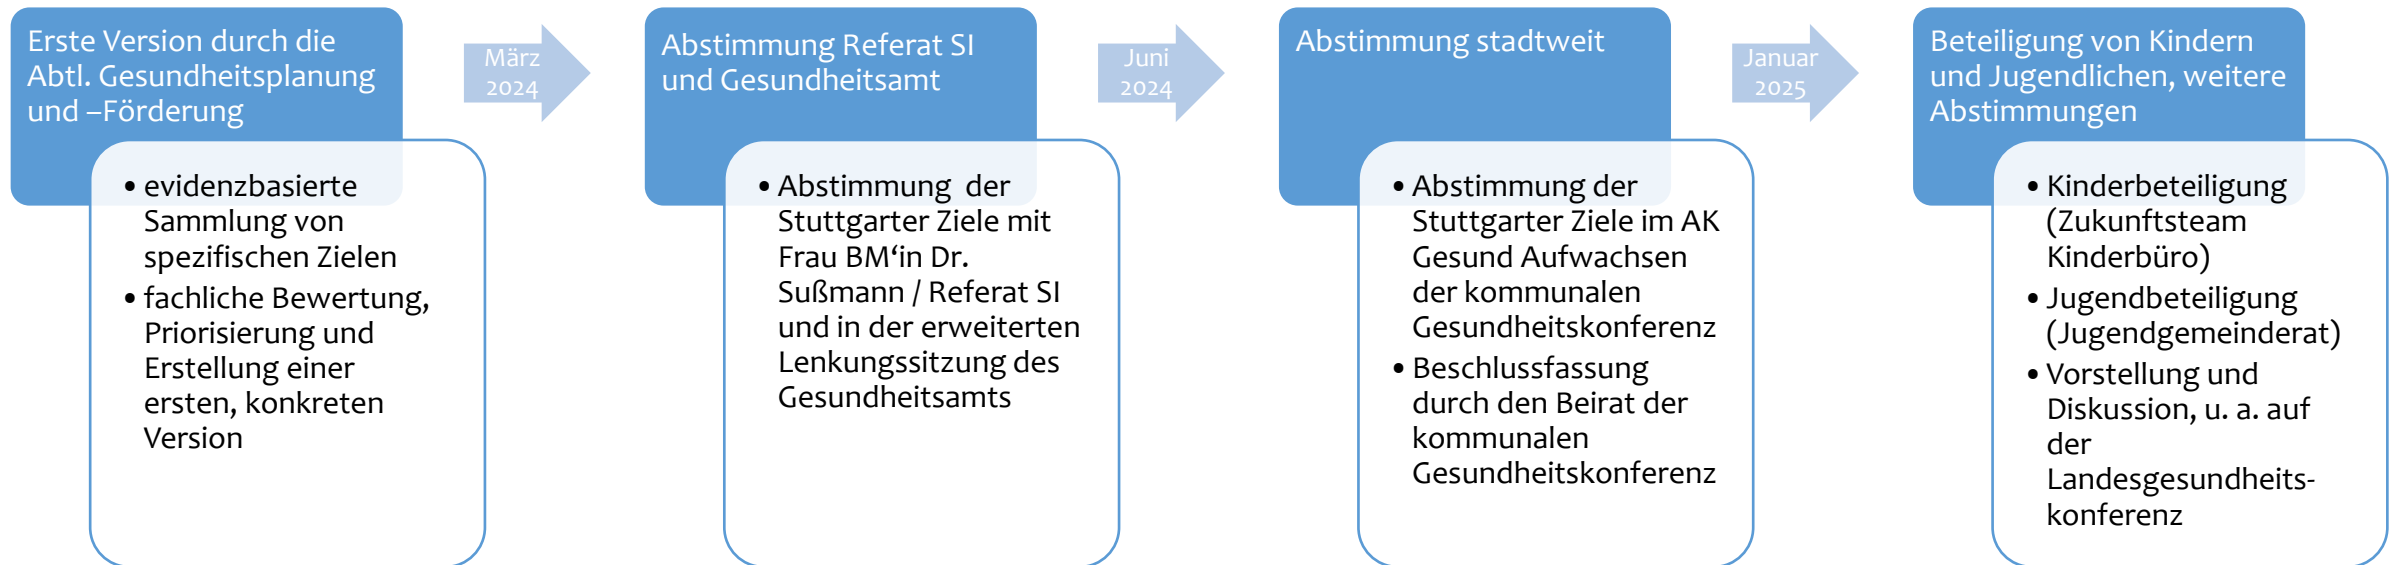 Erste Version durch die
Abtl. Gesundheitsplanung
und –Förderung
• evidenzbasierte
Sammlung von
spezifischen Zielen
• fachliche Bewertung,
Priorisierung und
Erstellung einer
ersten, konkreten
Version
März
2024
Abstimmung Referat SI
und Gesundheitsamt
• Abstimmung der
Stuttgarter Ziele mit
Frau BM‘in Dr.
Sußmann / Referat SI
und in der erweiterten
Lenkungssitzung des
Gesundheitsamts
Juni
2024
Abstimmung stadtweit
• Abstimmung der
Stuttgarter Ziele im AK
Gesund Aufwachsen
der kommunalen
Gesundheitskonferenz
• Beschlussfassung
durch den Beirat der
kommunalen
Gesundheitskonferenz
Januar
2025
Beteiligung von Kindern
und Jugendlichen, weitere
Abstimmungen
• Kinderbeteiligung
(Zukunftsteam
Kinderbüro)
• Jugendbeteiligung
(Jugendgemeinderat)
• Vorstellung und
Diskussion, u. a. auf
der
Landesgesundheits-
konferenz